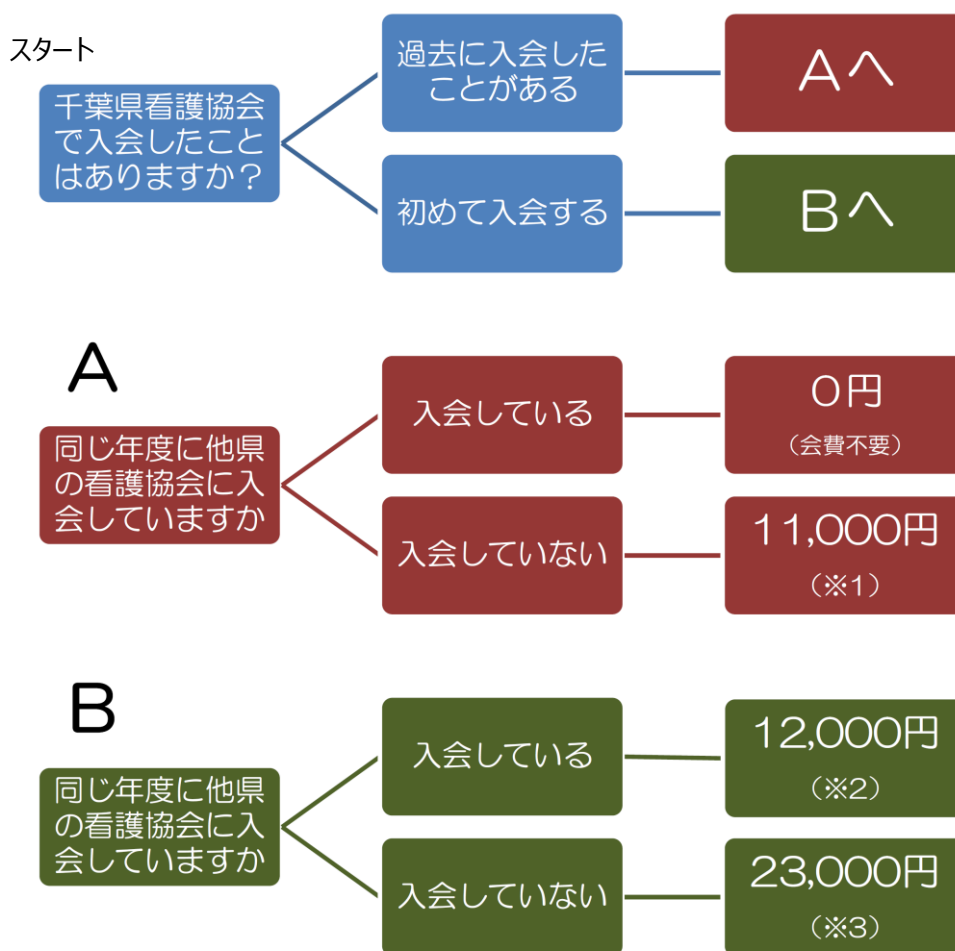 スタート
千葉県看護協会
で入会したこと
はありますか？
過去に入会した
ことがある
Aへ
初めて入会する
Bへ
A
同じ年度に他県
の看護協会に入
会していますか
入会している
0円
（会費不要）
入会していない
11,000円
（※1）
B
同じ年度に他県
の看護協会に入
会していますか
入会している
12,000円
（※2）
入会していない
23,000円
（※3）